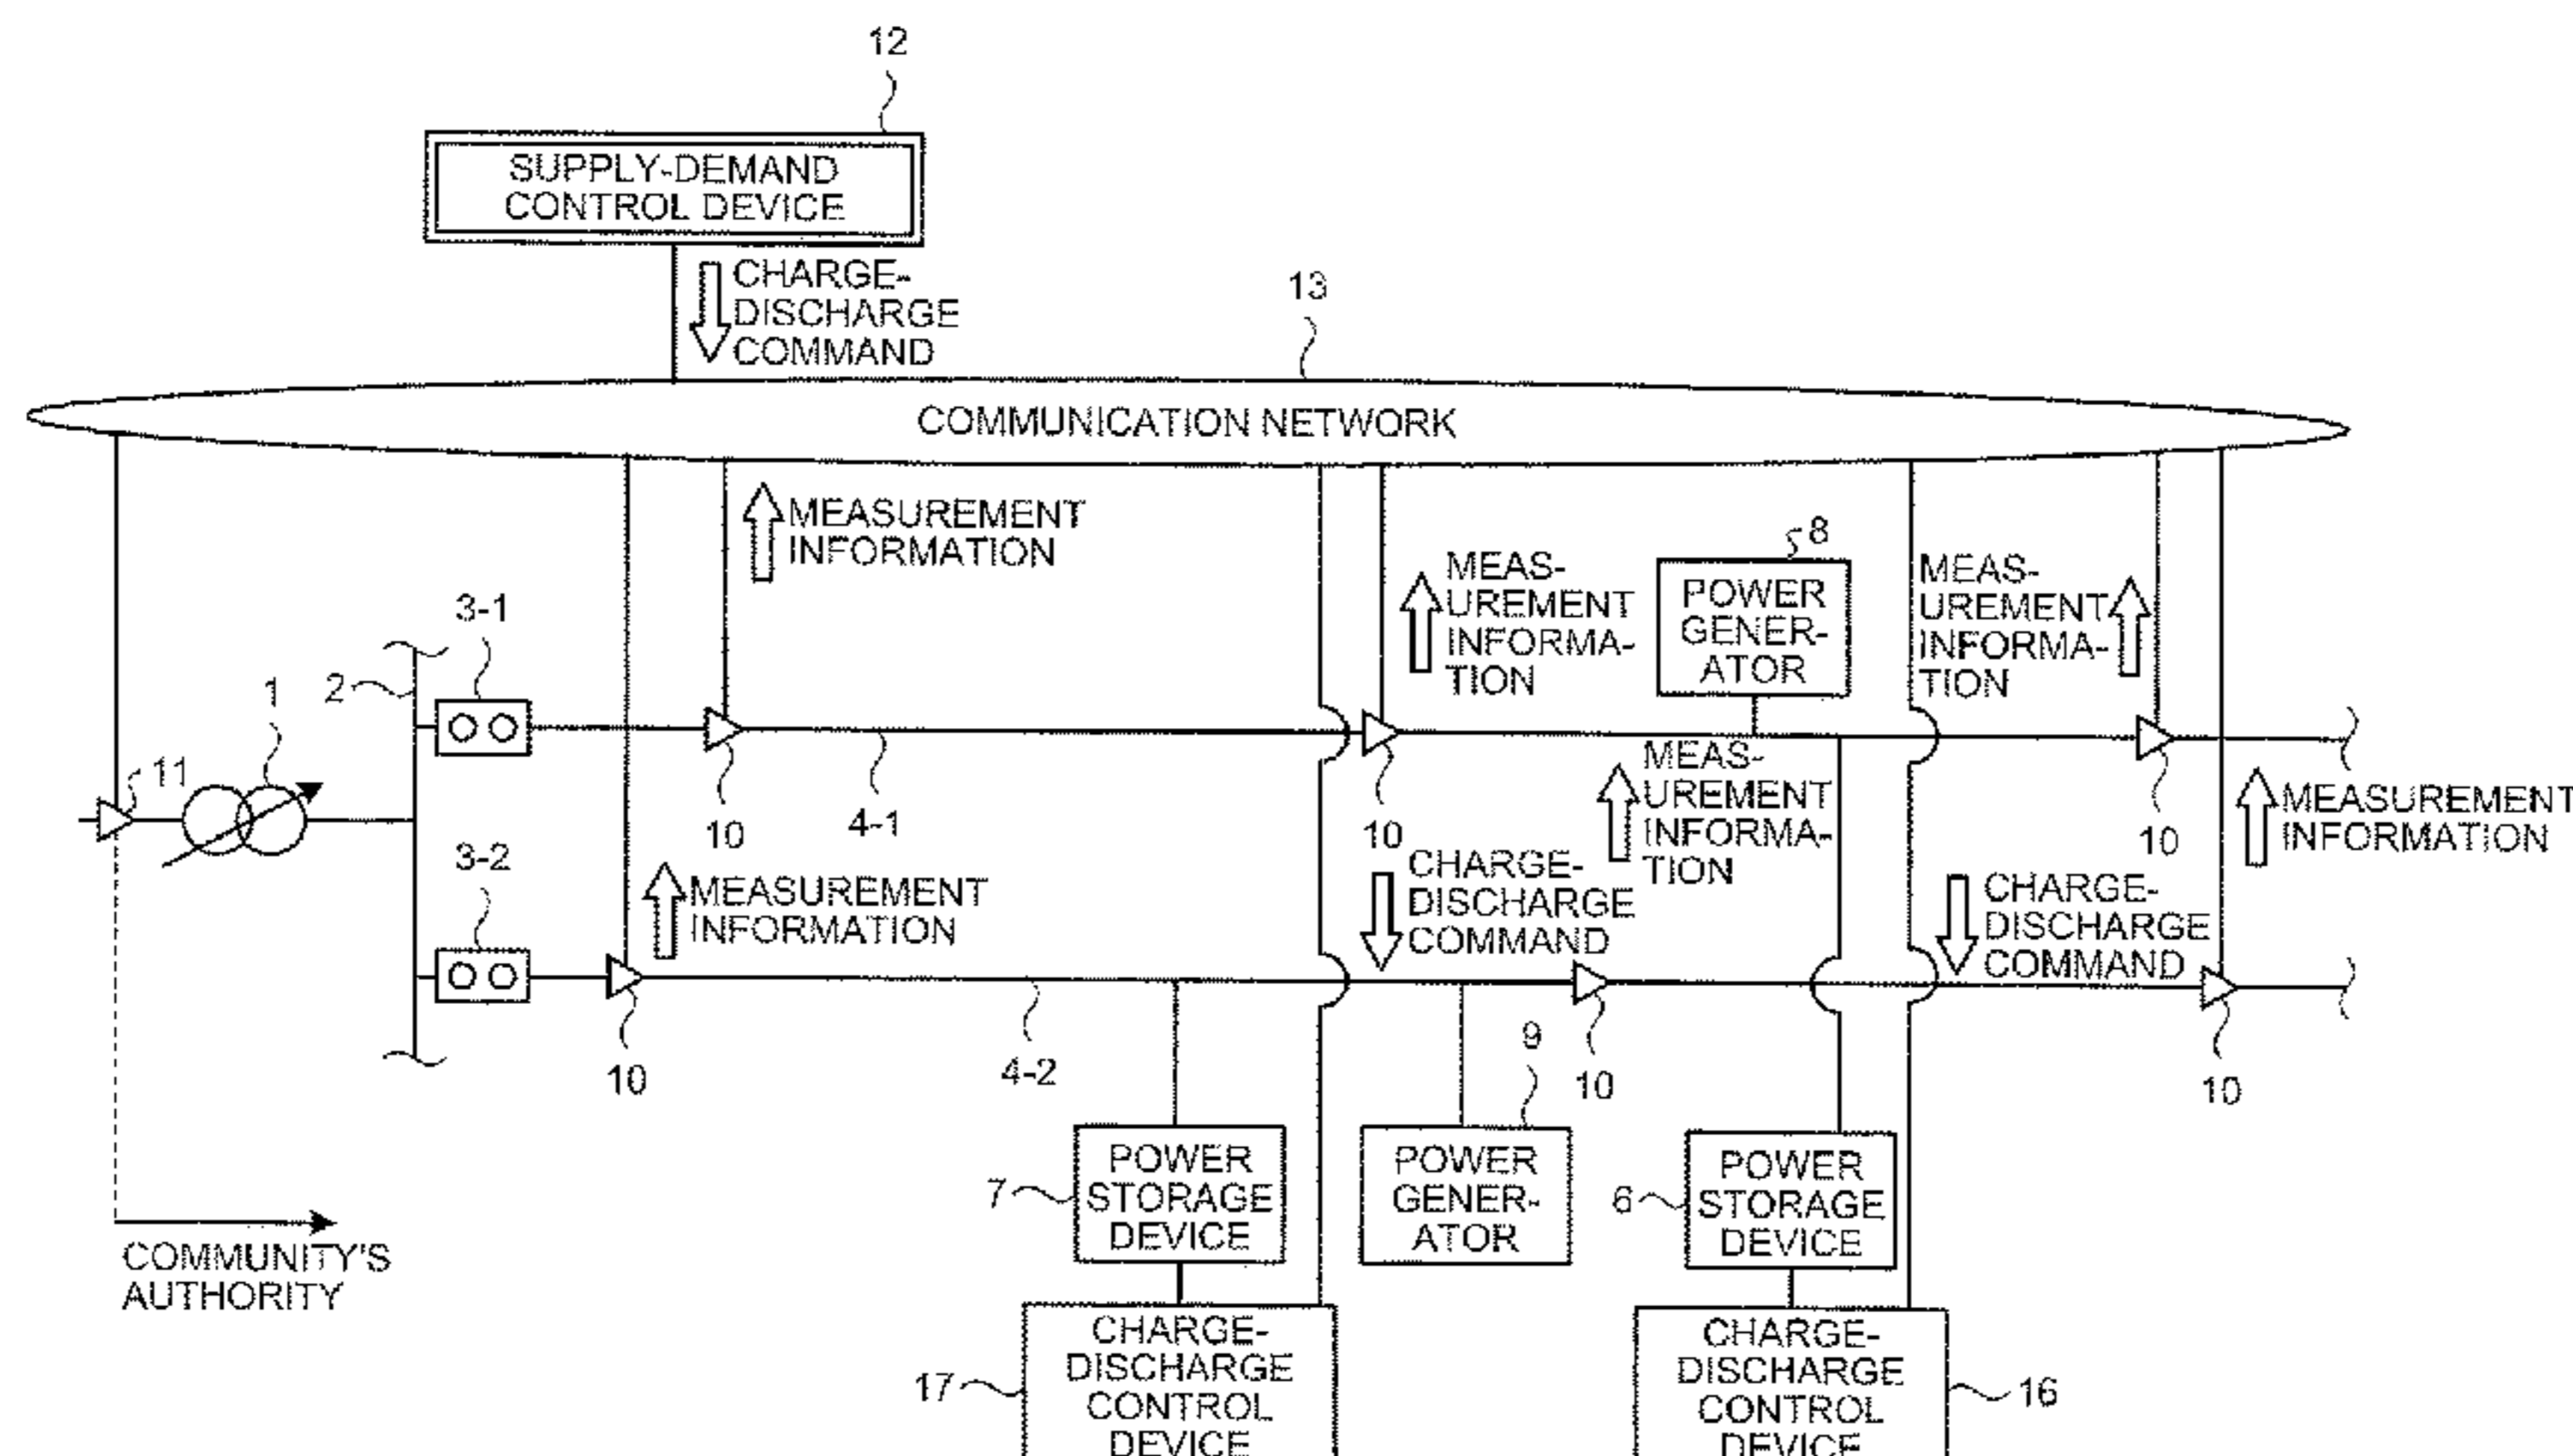 12
SUPPLY-DEMAND
CONTROL DEVICE
CHARGE-
DISCHARGE
COMMAND
13
COMMUNICATION NETWORK
MEASUREMENT
INFORMATION
MEAS-
UREMENT
INFORMA-
TION
8
POWER
GENER-
ATOR
MEAS-
UREMENT
INFORMA-
TION
3-1
2
1
11
10
4-1
10
MEAS-
UREMENT
INFORMA-
TION
10
MEASUREMENT
INFORMATION
3-2
MEASUREMENT
INFORMATION
CHARGE-
DISCHARGE
COMMAND
CHARGE-
DISCHARGE
COMMAND
10
4-2
9
10
10
7
POWER
STORAGE
DEVICE
POWER
GENER-
ATOR
6
POWER
STORAGE
DEVICE
COMMUNITY'S
AUTHORITY
17
CHARGE-
DISCHARGE
CONTROL
DEVICE
CHARGE-
DISCHARGE
CONTROL
DEVICE
16